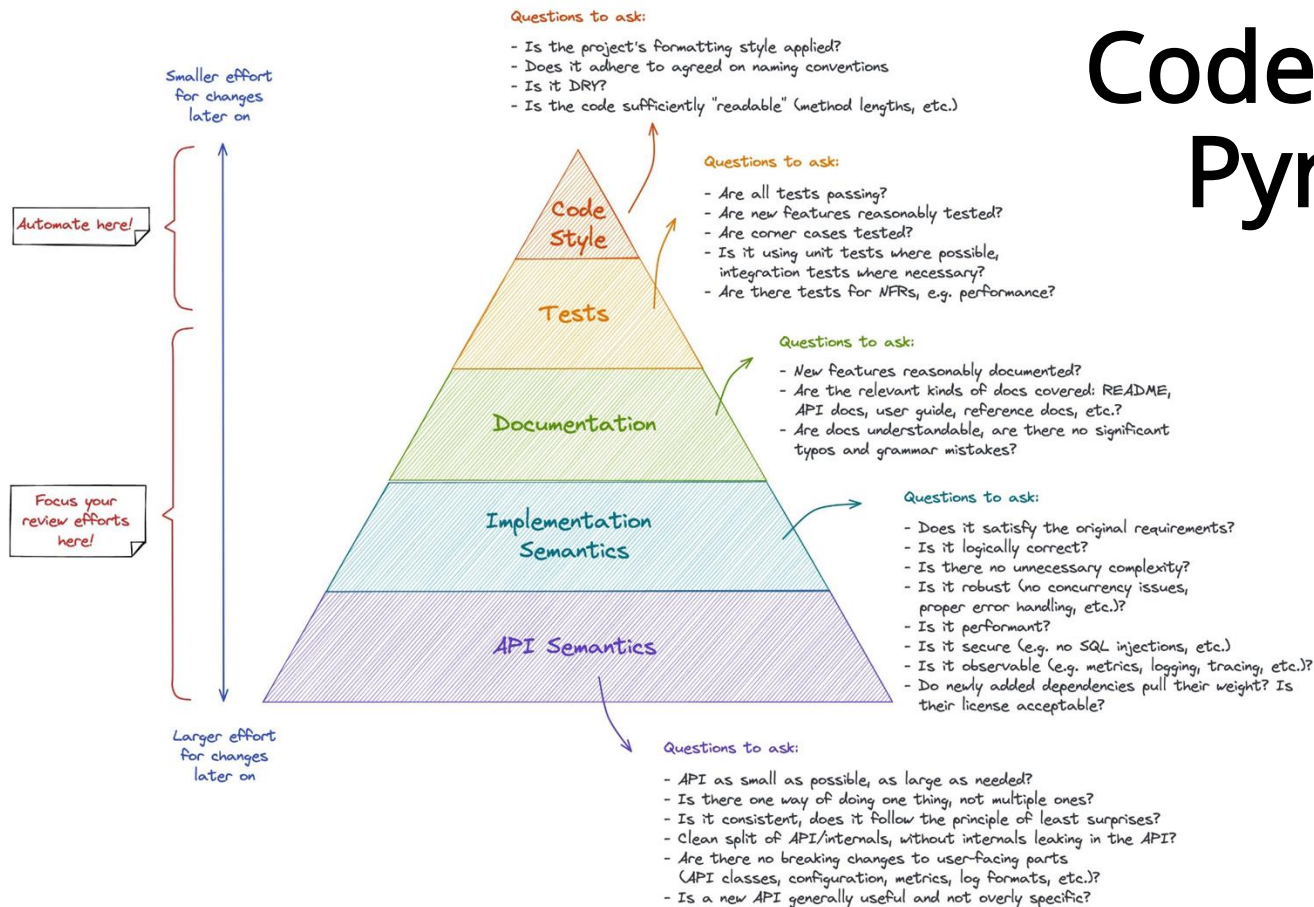 Code
Pyr
Questions to ask:
- Is the project's formatting style applied?
- Does it adhere to agreed on naming conventions
- Is it DRY?
- Is the code sufficiently "readable" (method lengths, etc.)
Smaller effort
for changes
later on
Automate here!
Code
Style
Questions to ask:
- Are all tests passing?
- Are new features reasonably tested?
- Are corner cases tested?
- Is it using unit tests where possible,
integration tests where necessary?
- Are there tests for NFRs, e.g. performance?
Tests
Questions to ask:
- New features reasonably documented?
- Are the relevant kinds of docs covered: README,
API docs, user guide, reference docs, etc.?
- Are docs understandable, are there no significant
typos and grammar mistakes?
Documentation
Focus your
review efforts
here!
Implementation
Semantics
Questions to ask:
- Does it satisfy the original requirements?
- Is it logically correct?
- Is there no unnecessary complexity?
- Is it robust (no concurrency issues,
proper error handling, etc.)?
- Is it performant?
- Is it secure (e.g. no SQL injections, etc.)
- Is it observable (e.g. metrics, logging, tracing, etc.)?
- Do newly added dependencies pull their weight? Is
their license acceptable?
API Semantics
Larger effort
for changes
later on
Questions to ask:
- API as small as possible, as large as needed?
- Is there one way of doing one thing, not multiple ones?
- Is it consistent, does it follow the principle of least surprises?
- Clean split of API/internals, without internals leaking in the API?
- Are there no breaking changes to user-facing parts
(API classes, configuration, metrics, log formats, etc.)?
- Is a new API generally useful and not overly specific?